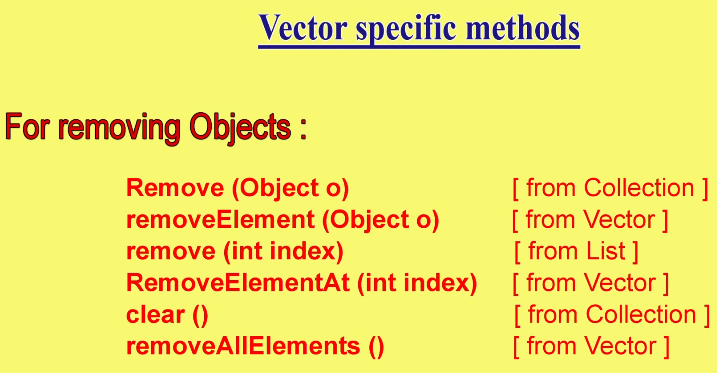 Vector specific methods
For removing Objects :
Remove (Object o) [ from Collection ]
removeElement (Object o) [ from Vector ]
remove (int index) [ from List ]
RemoveElementAt (int index) [ from Vector ]
clear () [ from Collection ]
removeAllElements () [ from Vector ]